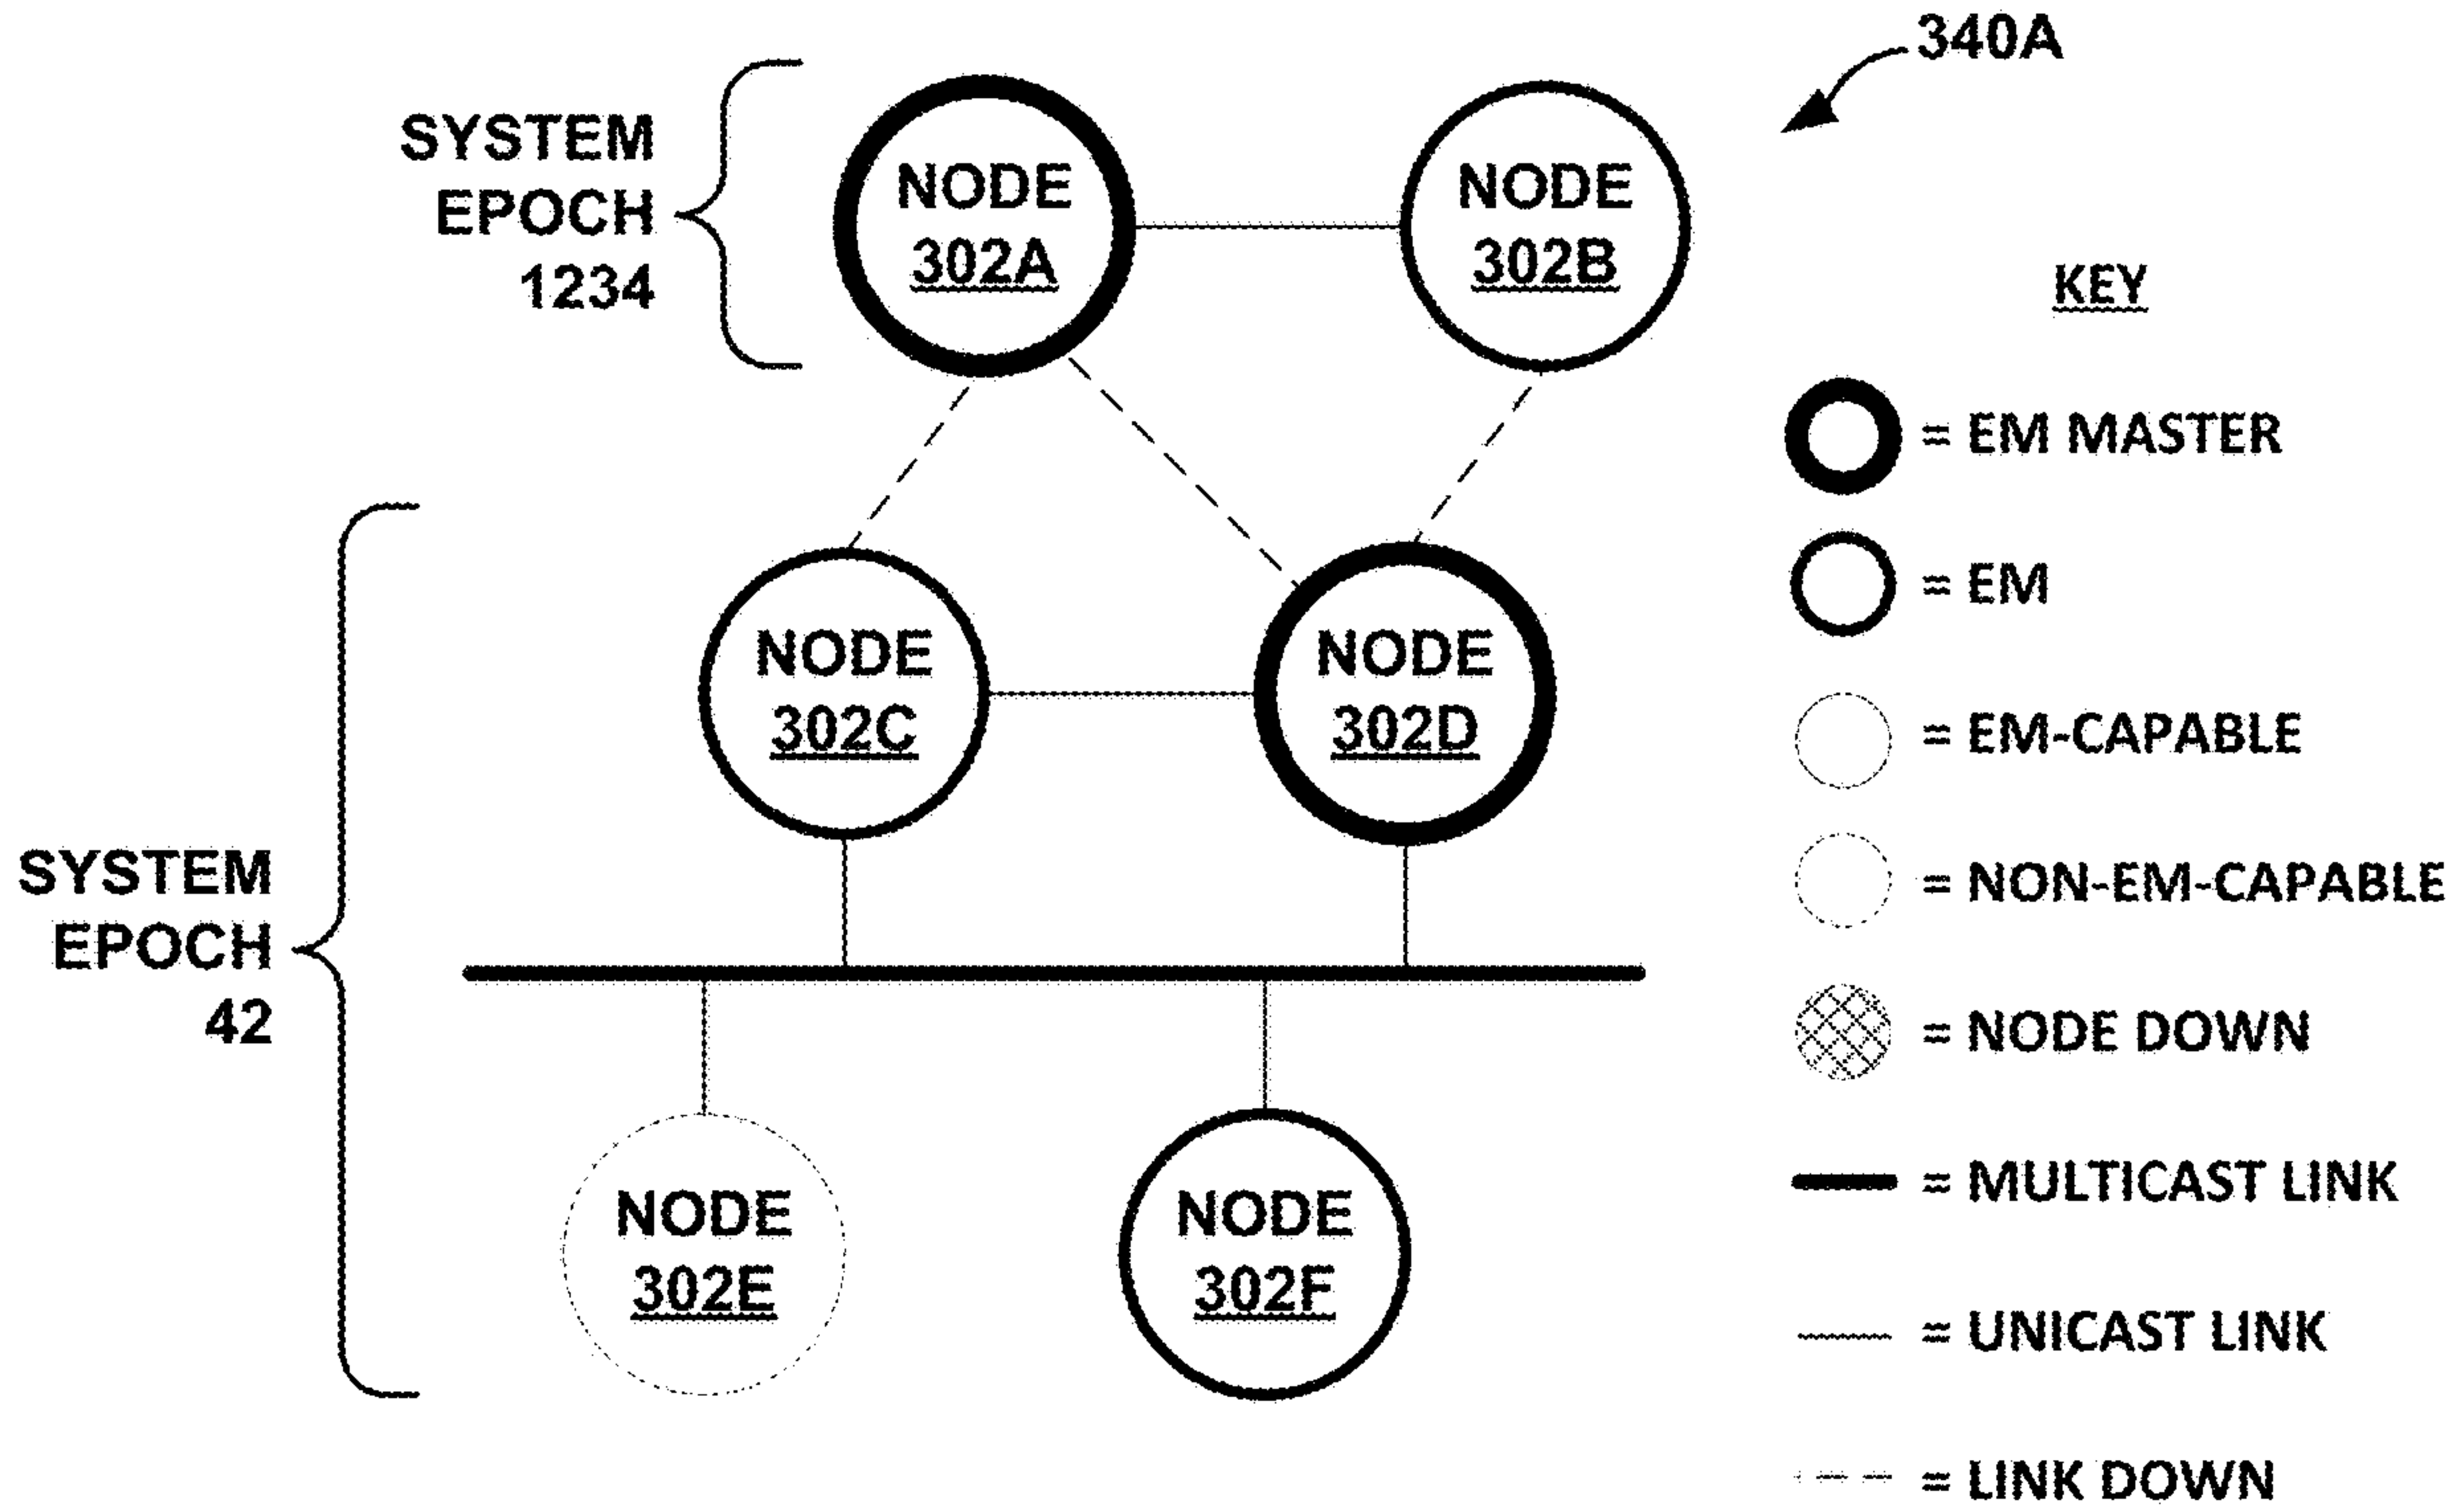 340A
SYSTEM
EPOCH
1234
NODE
302A
NODE
302B
KEY
= EM MASTER
= EM
= EM-CAPABLE
= NON-EM-CAPABLE
= NODE DOWN
= MULTICAST LINK
= UNICAST LINK
= LINK DOWN
NODE
302C
NODE
302D
SYSTEM
EPOCH
42
NODE
302E
NODE
302F